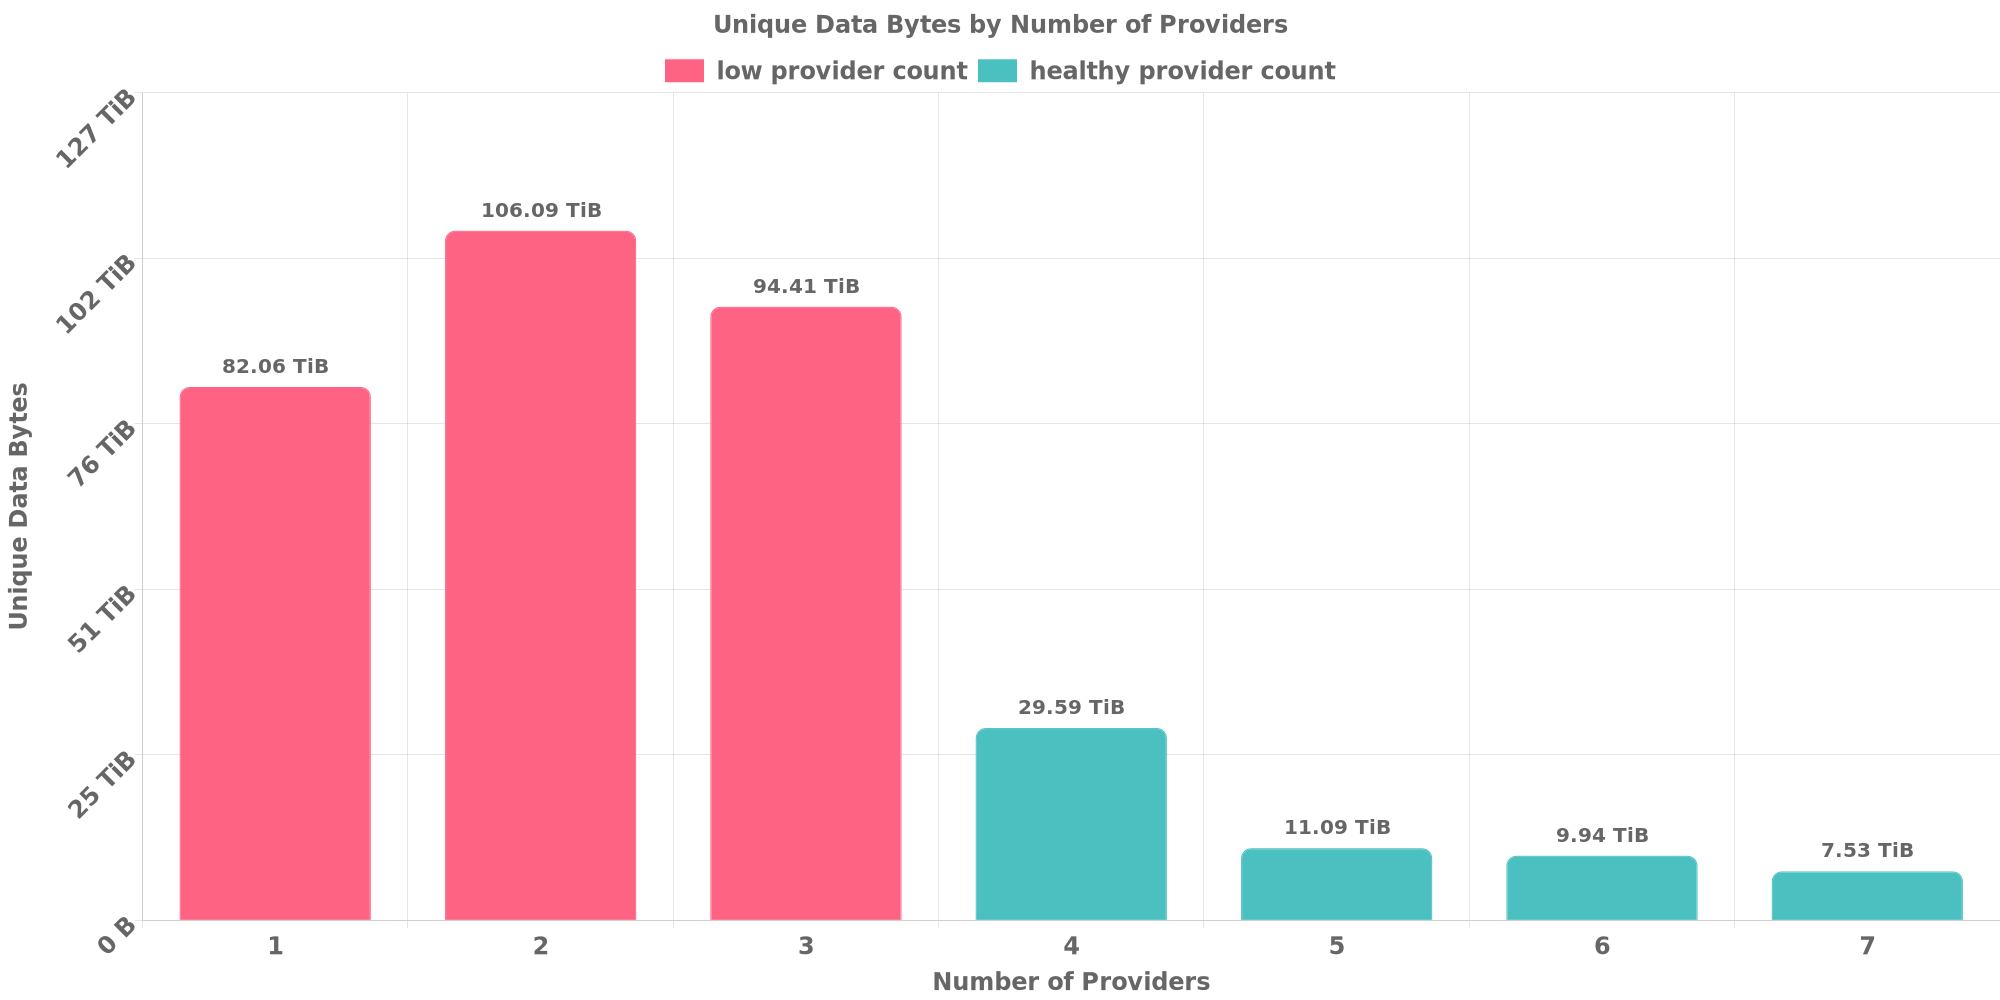 Unique Data Bytes by Number of Providers
low provider count healthy provider count
127 TiB
102 TiB
76 TiB
51 TiB
25 TiB
0 B
Unique Data Bytes
82.06 TiB
106.09 TiB
94.41 TiB
29.59 TiB
11.09 TiB
9.94 TiB
7.53 TiB
1 2 3 4 5 6 7
Number of Providers